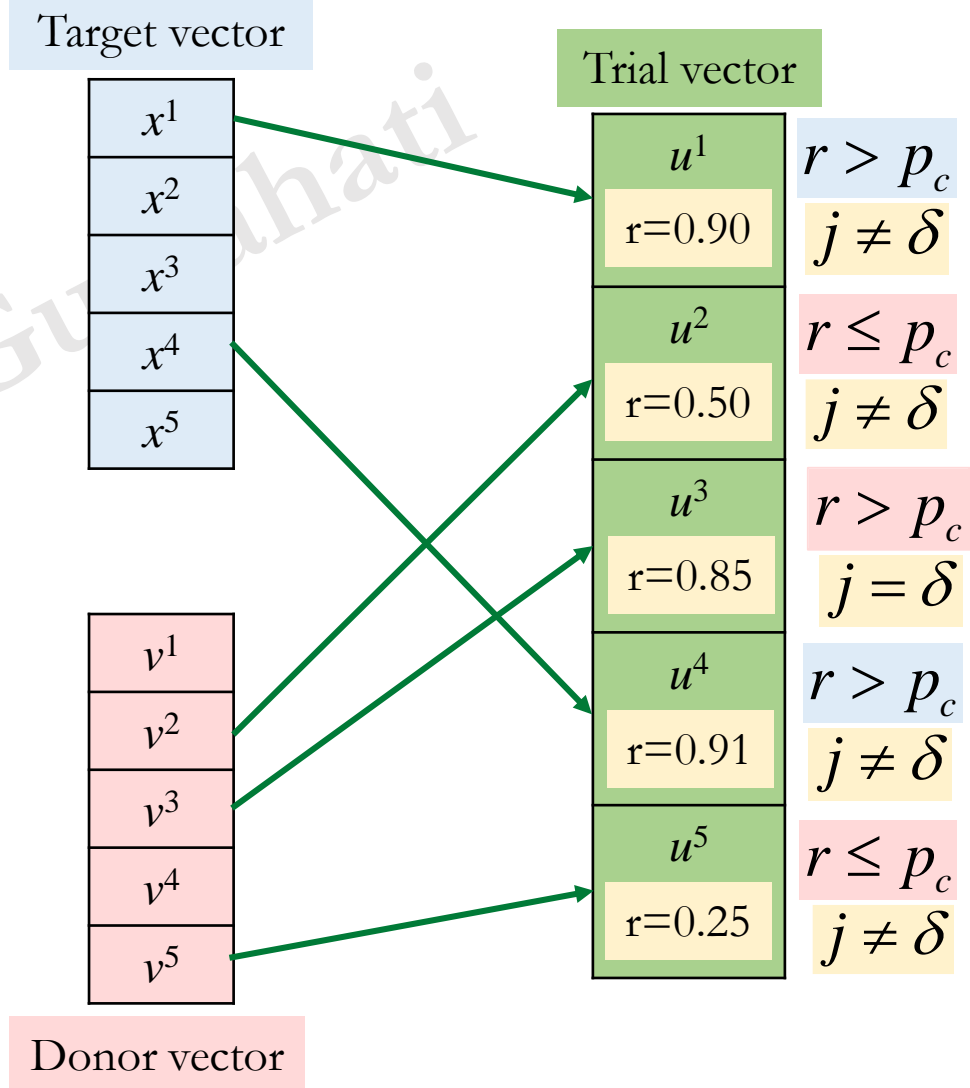 Target vector
x¹
x²
x³
x⁴
x⁵
v¹
v²
v³
v⁴
v⁵
Donor vector
Trial vector
u¹
r=0.90
r > p_c
j ≠ δ
u²
r=0.50
r ≤ p_c
j ≠ δ
u³
r=0.85
r > p_c
j = δ
u⁴
r=0.91
r > p_c
j ≠ δ
u⁵
r=0.25
r ≤ p_c
j ≠ δ